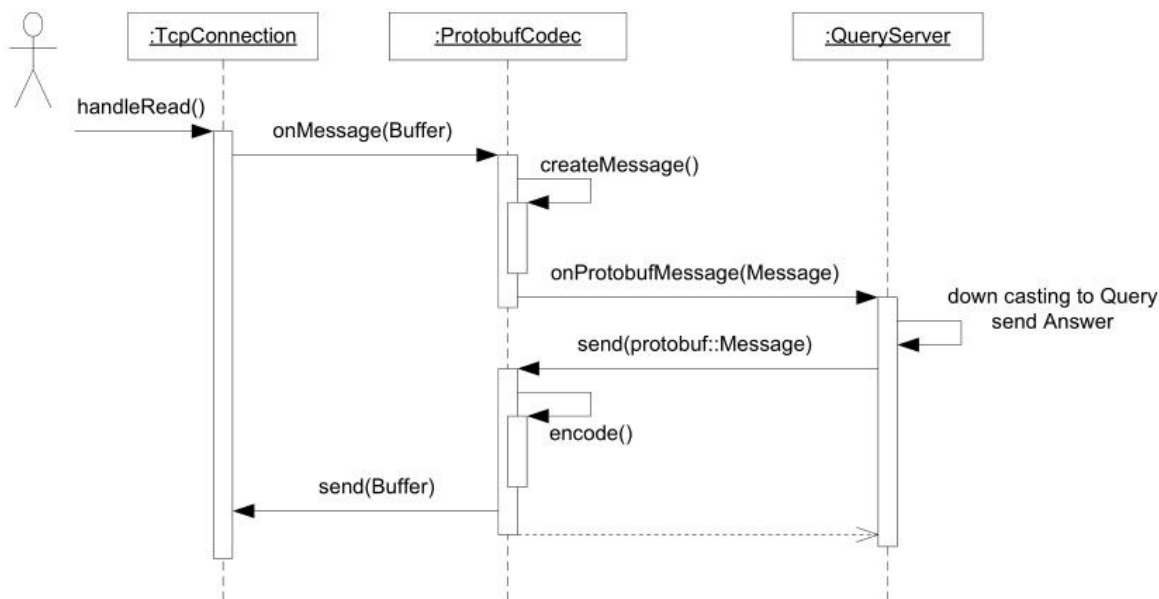 :TcpConnection
:ProtobufCodec
:QueryServer
handleRead()
onMessage(Buffer)
createMessage()
onProtobufMessage(Message)
down casting to Query
send Answer
send(protobuf::Message)
encode()
send(Buffer)